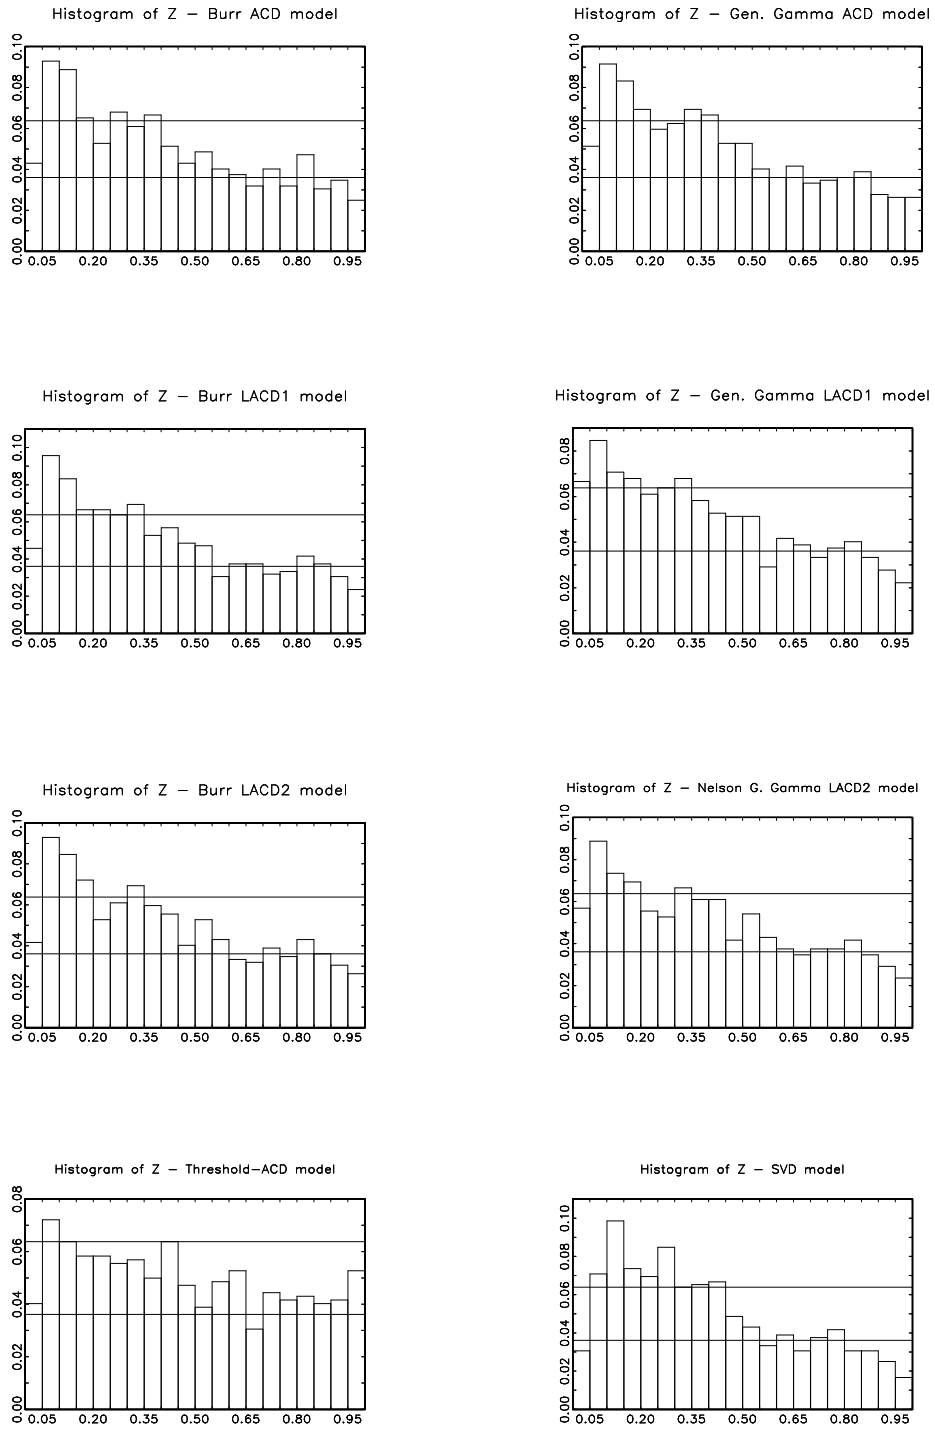 Histogram of Z – Burr ACD model
0.00 0.02 0.04 0.06 0.08 0.10
0.05 0.20 0.35 0.50 0.65 0.80 0.95
Histogram of Z – Gen. Gamma ACD model
0.00 0.02 0.04 0.06 0.08 0.10
0.05 0.20 0.35 0.50 0.65 0.80 0.95
Histogram of Z – Burr LACD1 model
0.00 0.02 0.04 0.06 0.08 0.10
0.05 0.20 0.35 0.50 0.65 0.80 0.95
Histogram of Z – Gen. Gamma LACD1 model
0.00 0.02 0.04 0.06 0.08
0.05 0.20 0.35 0.50 0.65 0.80 0.95
Histogram of Z – Burr LACD2 model
0.00 0.02 0.04 0.06 0.08 0.10
0.05 0.20 0.35 0.50 0.65 0.80 0.95
Histogram of Z – Nelson G. Gamma LACD2 model
0.00 0.02 0.04 0.06 0.08 0.10
0.05 0.20 0.35 0.50 0.65 0.80 0.95
Histogram of Z – Threshold–ACD model
0.00 0.02 0.04 0.06 0.08
0.05 0.20 0.35 0.50 0.65 0.80 0.95
Histogram of Z – SVD model
0.00 0.02 0.04 0.06 0.08 0.10
0.05 0.20 0.35 0.50 0.65 0.80 0.95